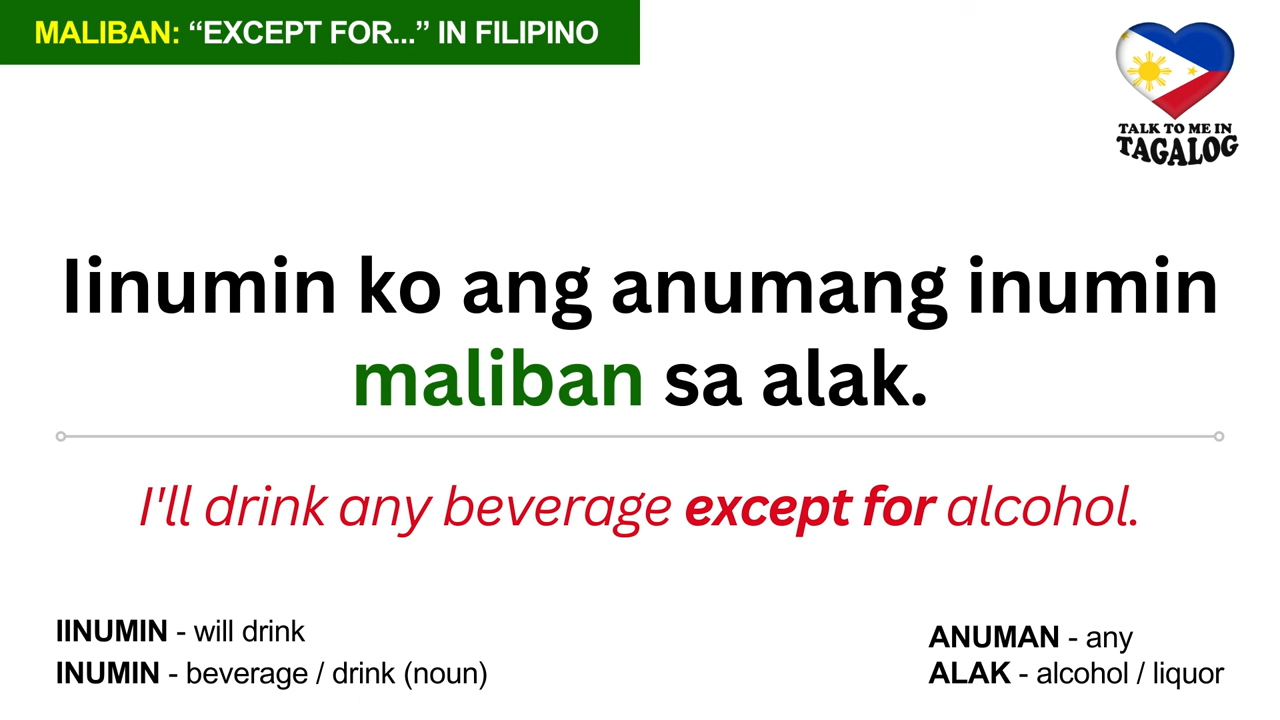 MALIBAN: “EXCEPT FOR...” IN FILIPINO
TALK TO ME IN
TAGALOG
Iinumin ko ang anumang inumin
maliban sa alak.
I'll drink any beverage except for alcohol.
IINUMIN - will drink
INUMIN - beverage / drink (noun)
ANUMAN - any
ALAK - alcohol / liquor